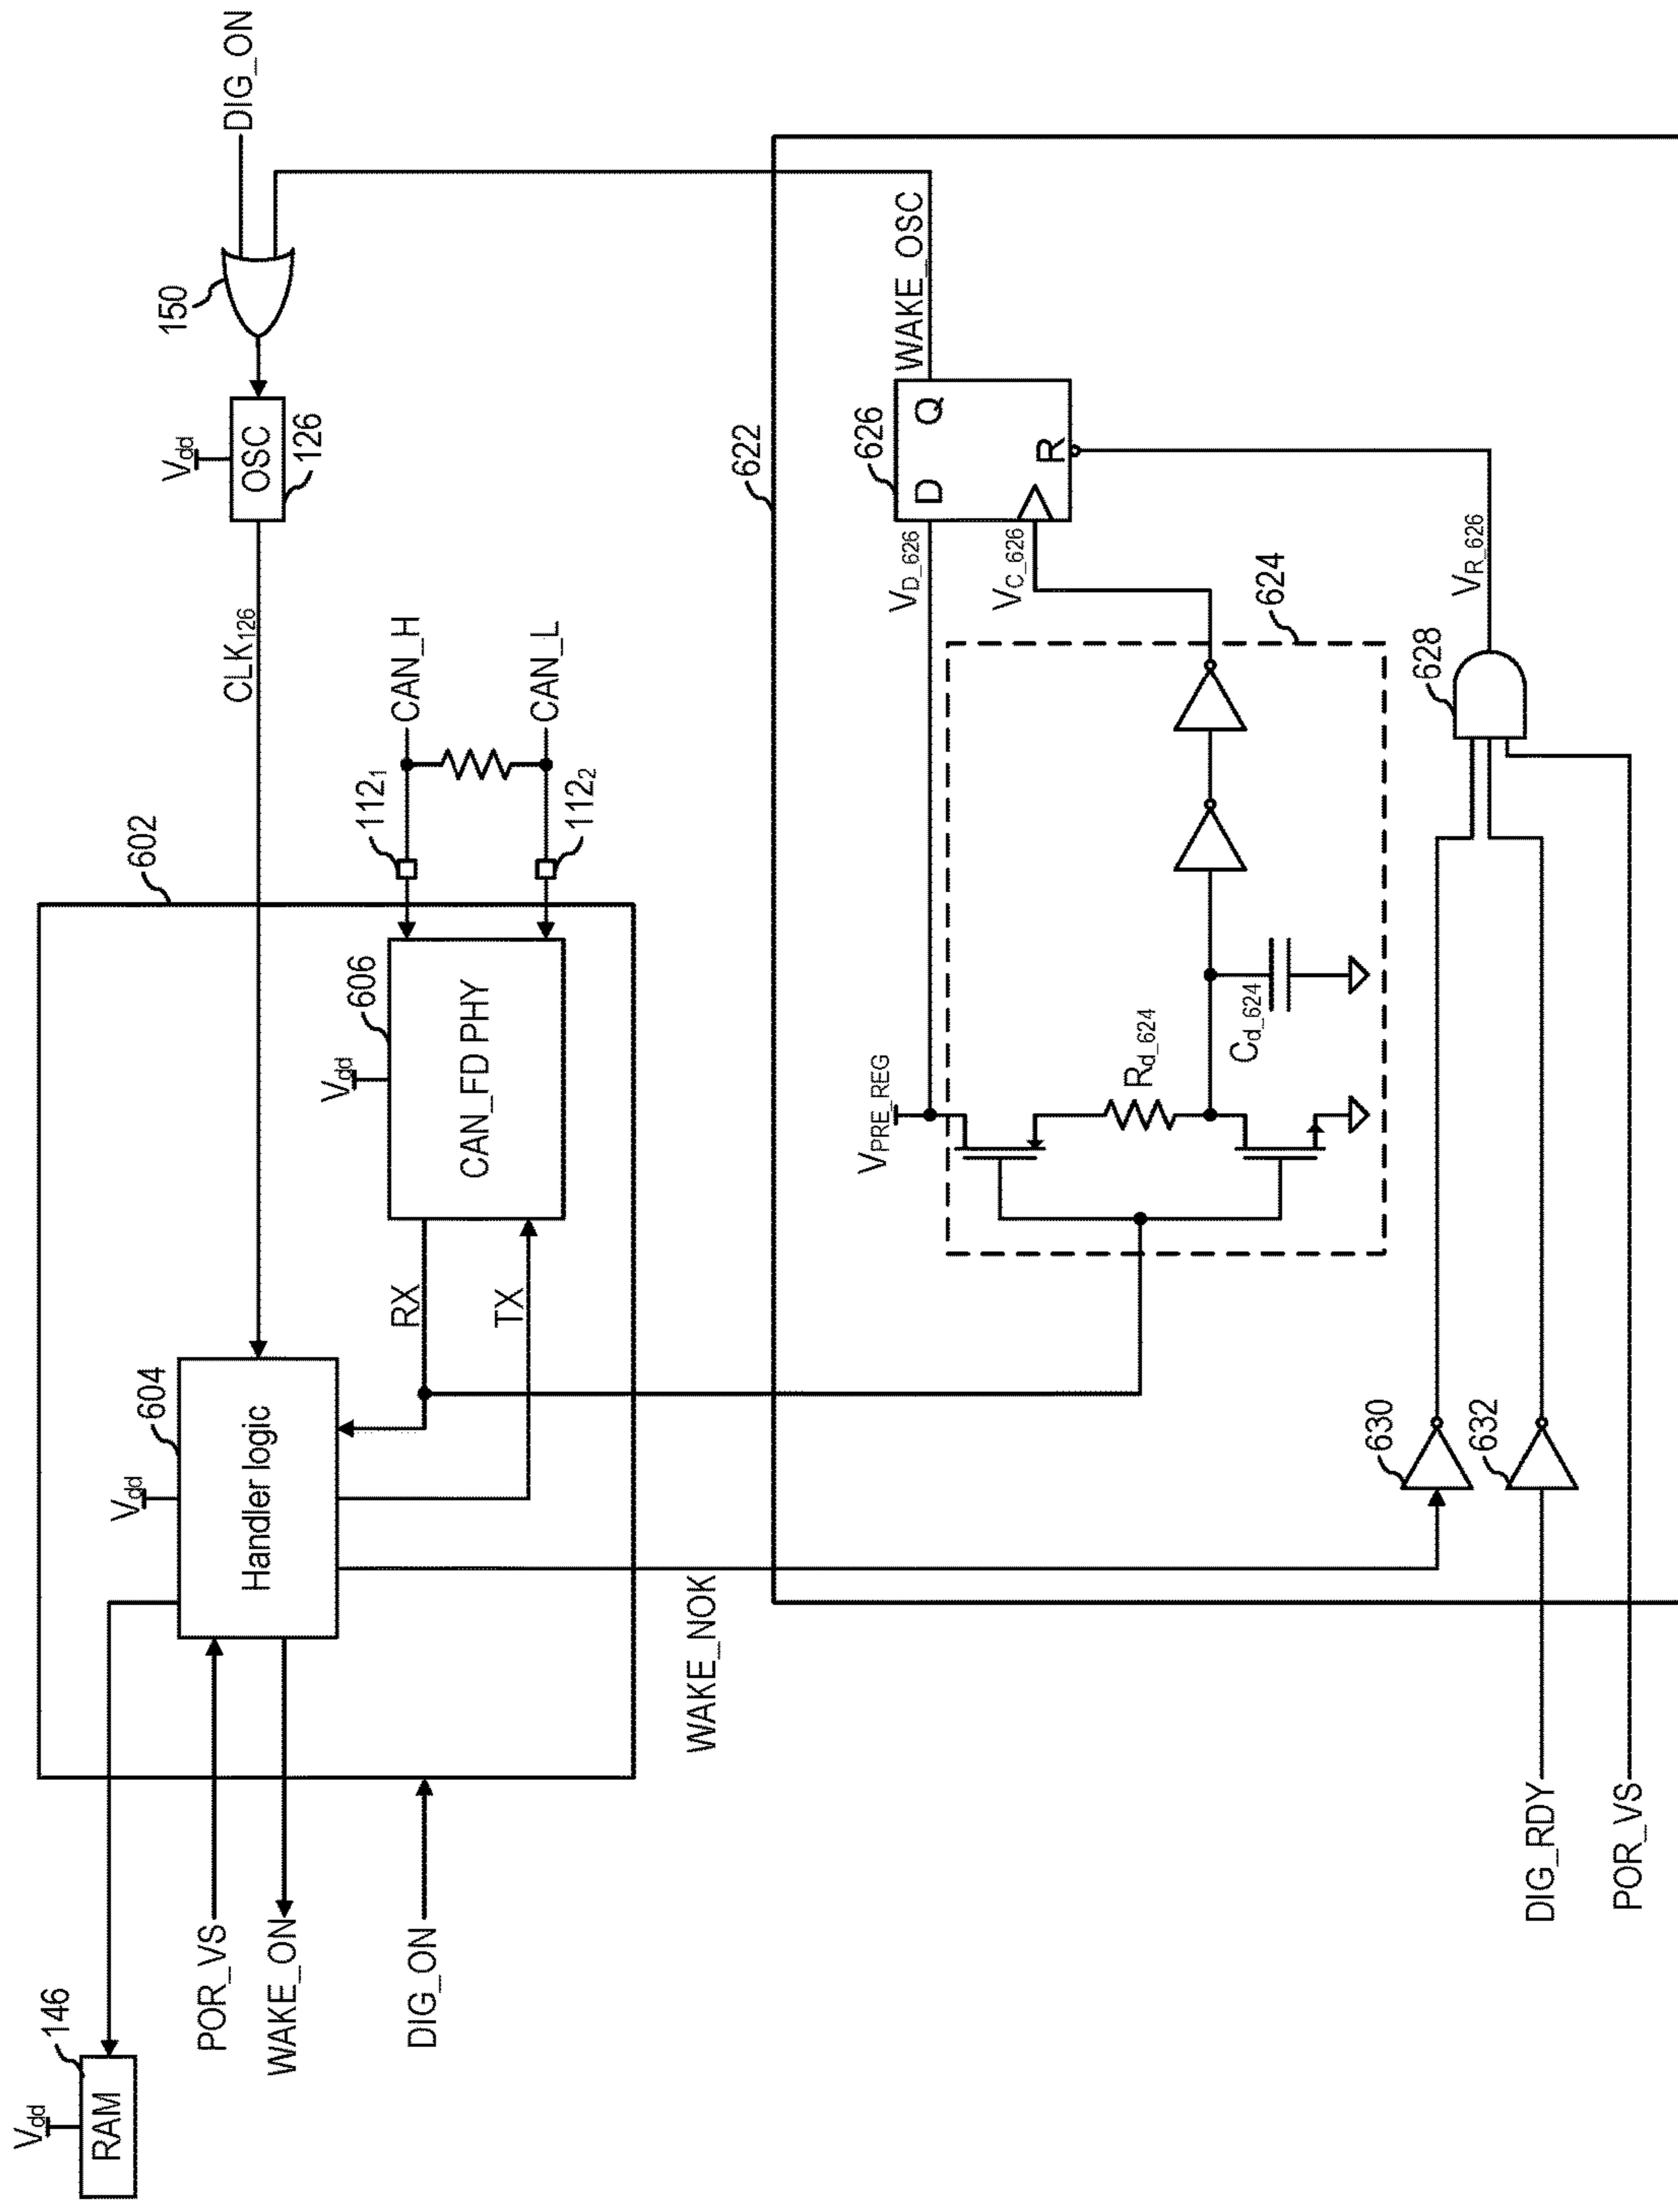 Vdd
RAM
146
POR_VS
WAKE_ON
DIG_ON
Vdd
604
Handler logic
602
RX
TX
Vdd
606
CAN_FD PHY
112₁
112₂
CAN_H
CAN_L
CLK₁₂₆
Vdd
OSC
126
150
DIG_ON
WAKE_NOK
622
VPRE_REG
Rd_624
Cd_624
624
VD_626
VC_626
626
D
Q
R
WAKE_OSC
VR_626
628
630
632
DIG_RDY
POR_VS